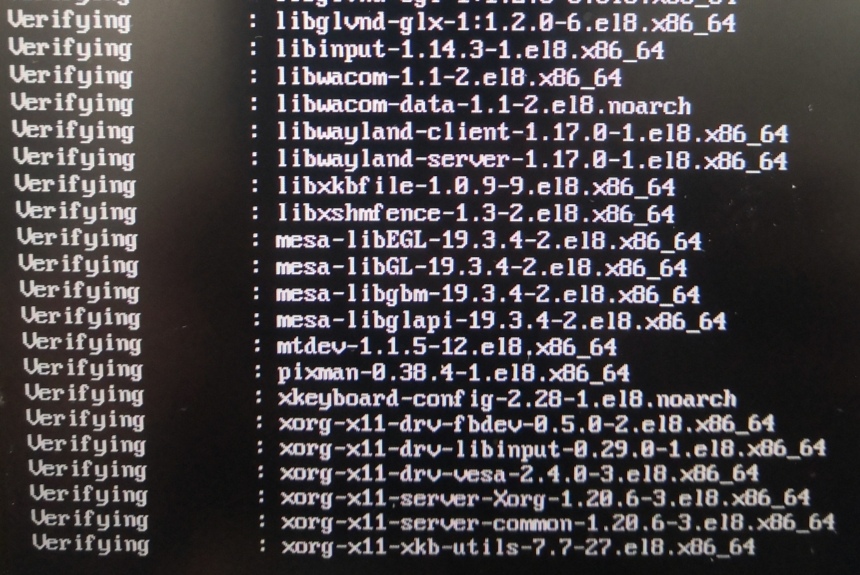 Verifying : libglvnd-glx-1:1.2.0-6.el8.x86_64
Verifying : libinput-1.14.3-1.el8.x86_64
Verifying : libwacom-1.1-2.el8.x86_64
Verifying : libwacom-data-1.1-2.el8.noarch
Verifying : libwayland-client-1.17.0-1.el8.x86_64
Verifying : libwayland-server-1.17.0-1.el8.x86_64
Verifying : libxkbfile-1.0.9-9.el8.x86_64
Verifying : libxshmfence-1.3-2.el8.x86_64
Verifying : mesa-libEGL-19.3.4-2.el8.x86_64
Verifying : mesa-libGL-19.3.4-2.el8.x86_64
Verifying : mesa-libgbm-19.3.4-2.el8.x86_64
Verifying : mesa-libglapi-19.3.4-2.el8.x86_64
Verifying : mtdev-1.1.5-12.el8.x86_64
Verifying : pixman-0.38.4-1.el8.x86_64
Verifying : xkeyboard-config-2.28-1.el8.noarch
Verifying : xorg-x11-drv-fbdev-0.5.0-2.el8.x86_64
Verifying : xorg-x11-drv-libinput-0.29.0-1.el8.x86_64
Verifying : xorg-x11-drv-vesa-2.4.0-3.el8.x86_64
Verifying : xorg-x11-server-Xorg-1.20.6-3.el8.x86_64
Verifying : xorg-x11-server-common-1.20.6-3.el8.x86_64
Verifying : xorg-x11-xkb-utils-7.7-27.el8.x86_64